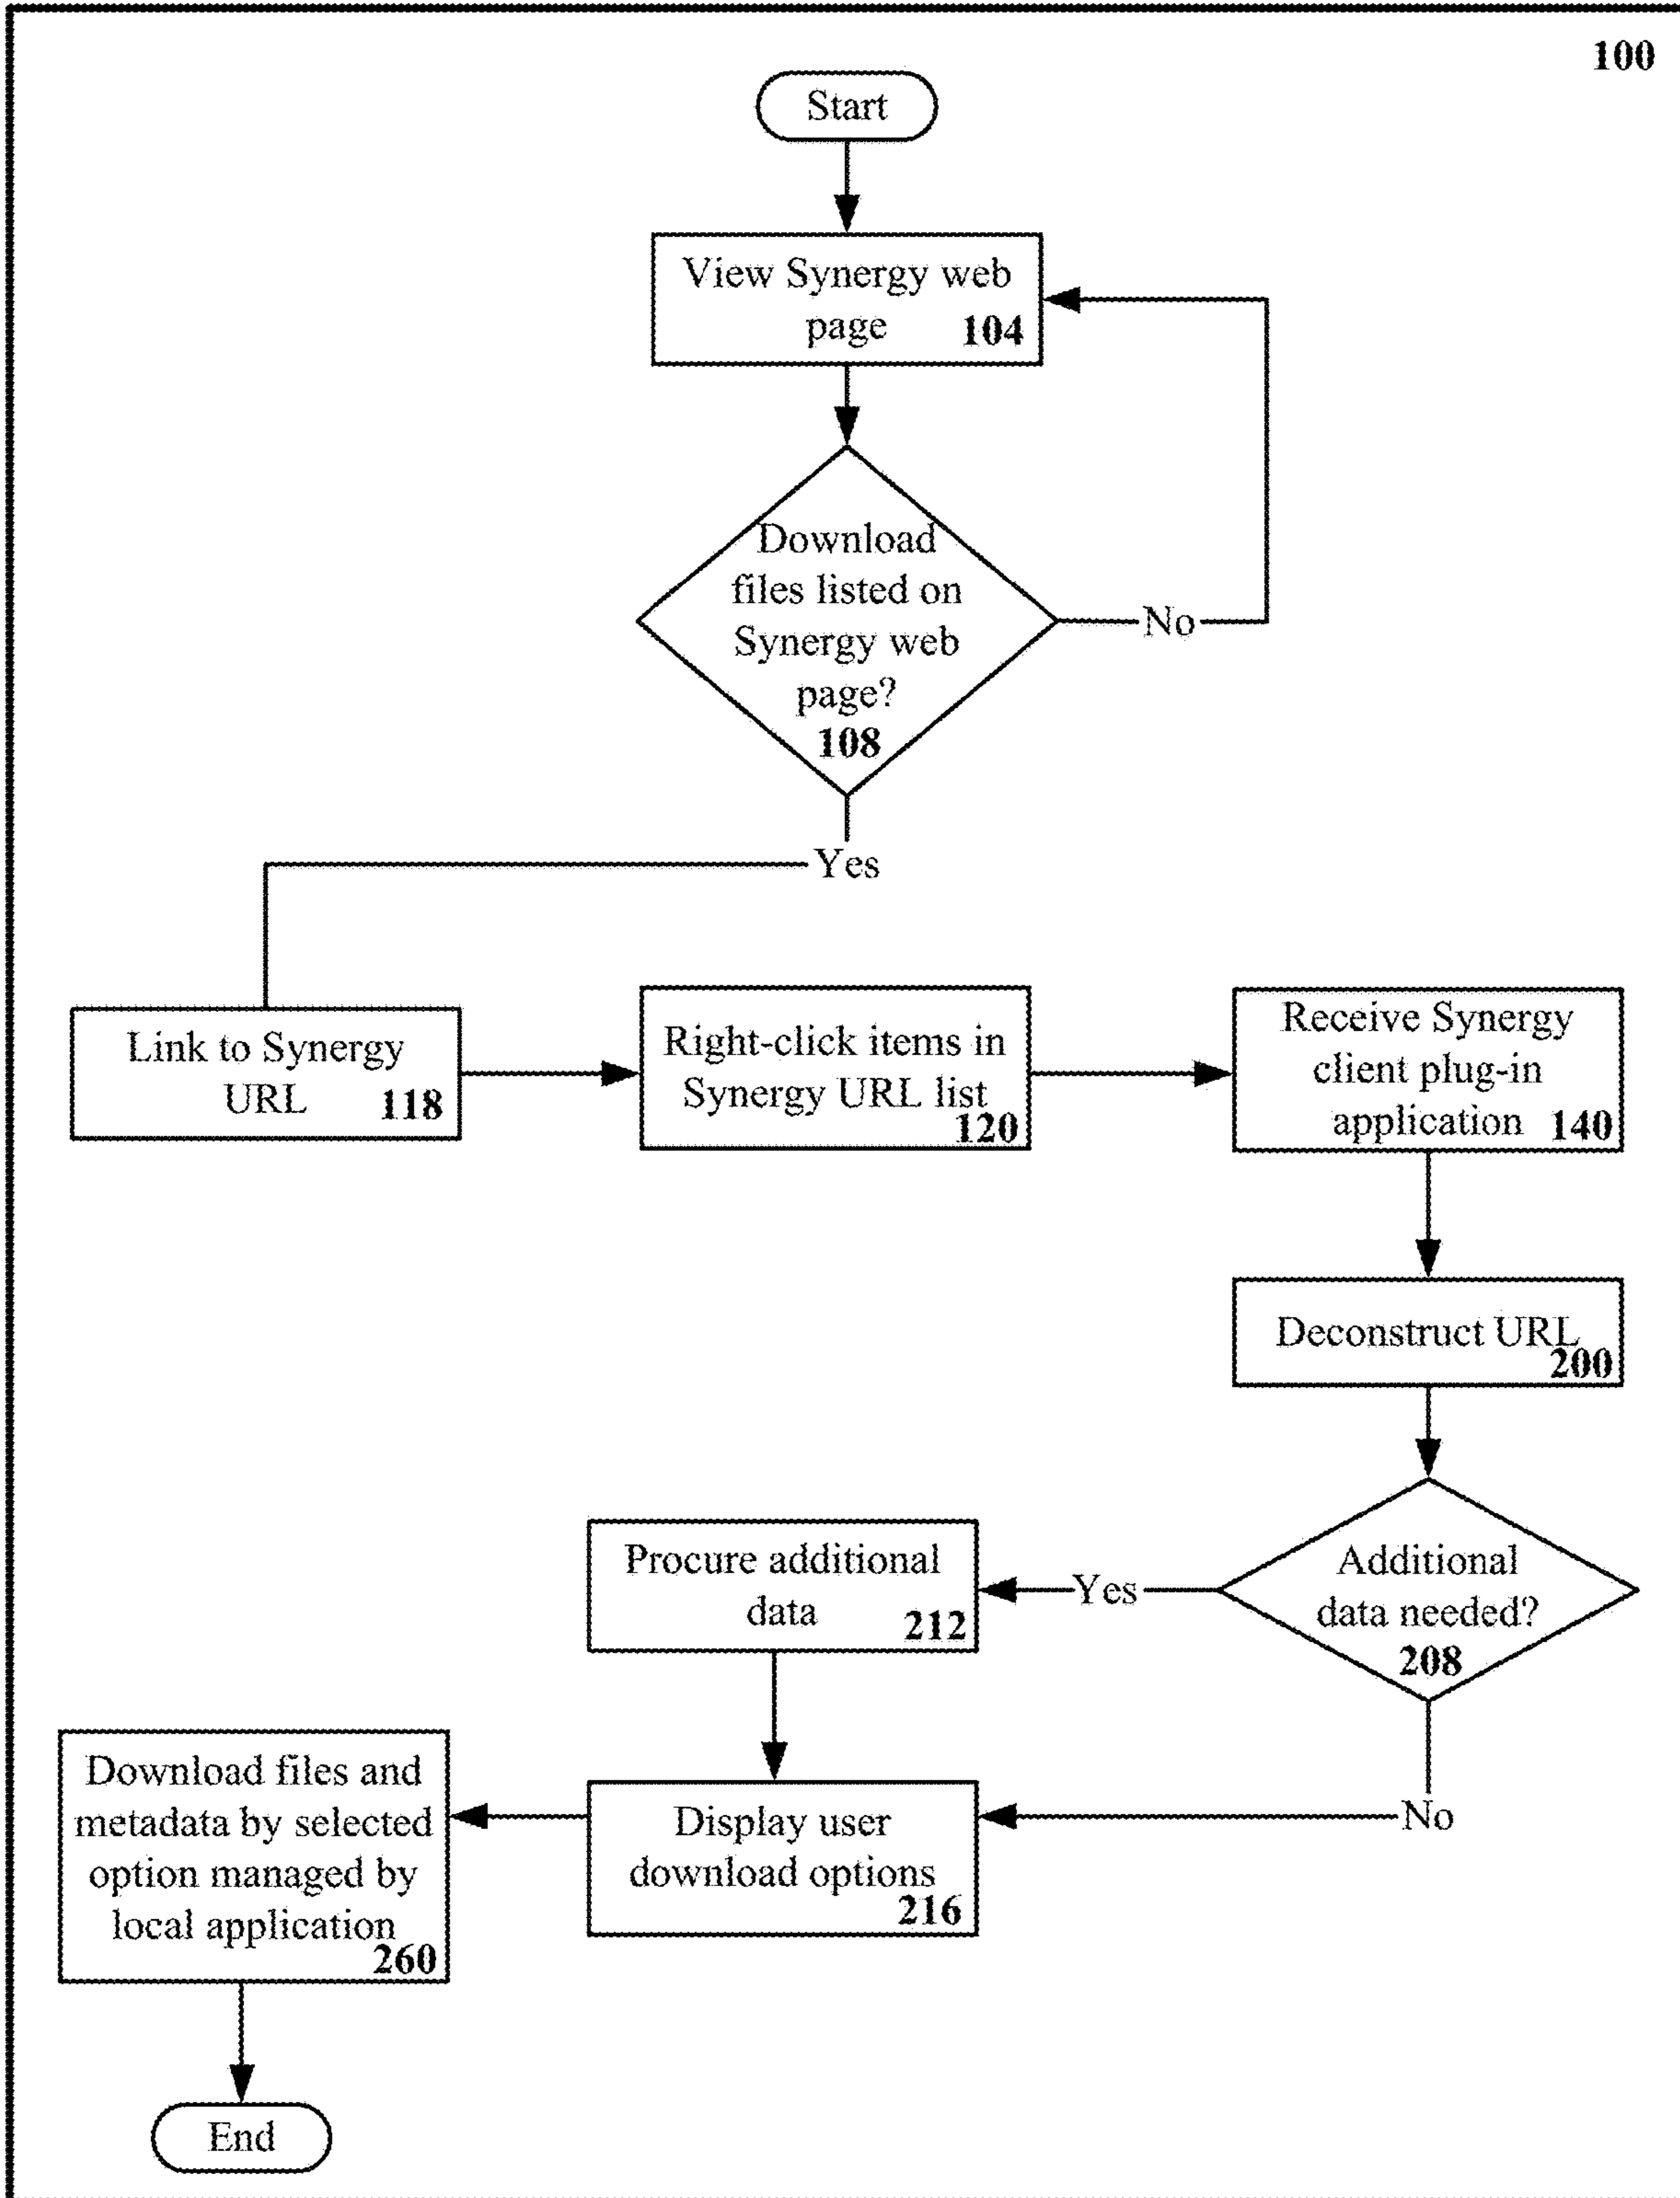 100
Start
View Synergy web
page 104
Download
files listed on
Synergy web
page?
108
No
Yes
Link to Synergy
URL 118
Right-click items in
Synergy URL list
120
Receive Synergy
client plug-in
application 140
Deconstruct URL
200
Additional
data needed?
208
Yes
Procure additional
data
212
No
Display user
download options
216
Download files and
metadata by selected
option managed by
local application
260
End